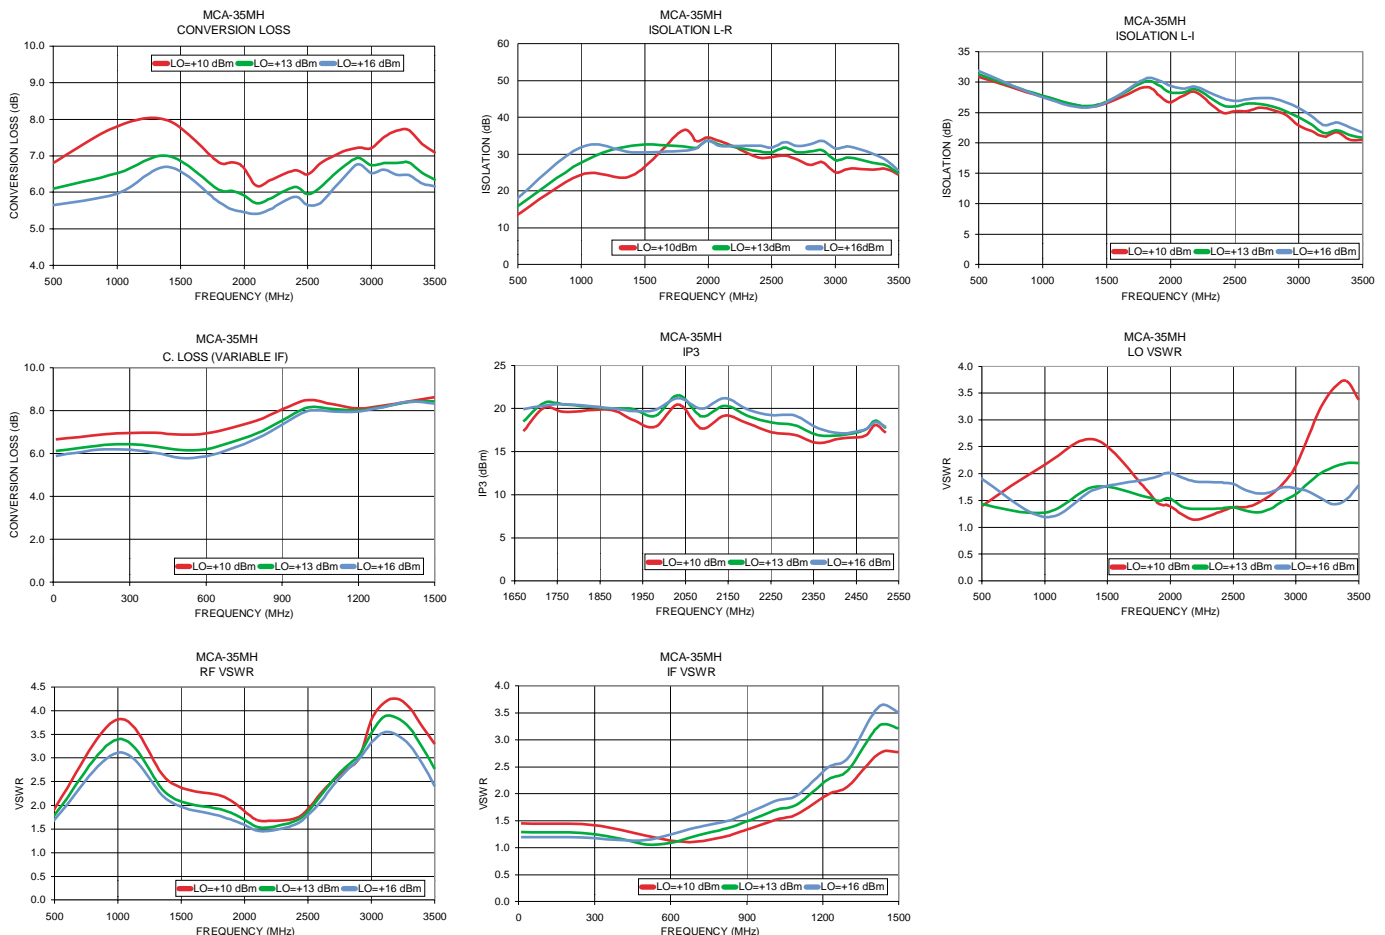 MCA-35MH
CONVERSION LOSS
CONVERSION LOSS (dB)
10.0
9.0
8.0
7.0
6.0
5.0
4.0
LO=+10 dBm LO=+13 dBm LO=+16 dBm
500 1000 1500 2000 2500 3000 3500
FREQUENCY (MHz)
MCA-35MH
ISOLATION L-R
ISOLATION (dB)
60
50
40
30
20
10
0
LO=+10dBm LO=+13dBm LO=+16dBm
500 1000 1500 2000 2500 3000 3500
FREQUENCY (MHz)
MCA-35MH
ISOLATION L-I
ISOLATION (dB)
35
30
25
20
15
10
5
0
LO=+10 dBm LO=+13 dBm LO=+16 dBm
500 1000 1500 2000 2500 3000 3500
FREQUENCY (MHz)
MCA-35MH
C. LOSS (VARIABLE IF)
CONVERSION LOSS (dB)
10.0
8.0
6.0
4.0
2.0
0.0
LO=+10 dBm LO=+13 dBm LO=+16 dBm
0 300 600 900 1200 1500
FREQUENCY (MHz)
MCA-35MH
IP3
IP3 (dBm)
25
20
15
10
5
0
LO=+10 dBm LO=+13 dBm LO=+16 dBm
1650 1750 1850 1950 2050 2150 2250 2350 2450 2550
FREQUENCY (MHz)
MCA-35MH
LO VSWR
VSWR
4.0
3.5
3.0
2.5
2.0
1.5
1.0
0.5
0.0
LO=+10 dBm LO=+13 dBm LO=+16 dBm
500 1000 1500 2000 2500 3000 3500
FREQUENCY (MHz)
MCA-35MH
RF VSWR
VSWR
4.5
4.0
3.5
3.0
2.5
2.0
1.5
1.0
0.5
0.0
LO=+10 dBm LO=+13 dBm LO=+16 dBm
500 1000 1500 2000 2500 3000 3500
FREQUENCY (MHz)
MCA-35MH
IF VSWR
VSWR
4.0
3.5
3.0
2.5
2.0
1.5
1.0
0.5
0.0
LO=+10 dBm LO=+13 dBm LO=+16 dBm
0 300 600 900 1200 1500
FREQUENCY (MHz)